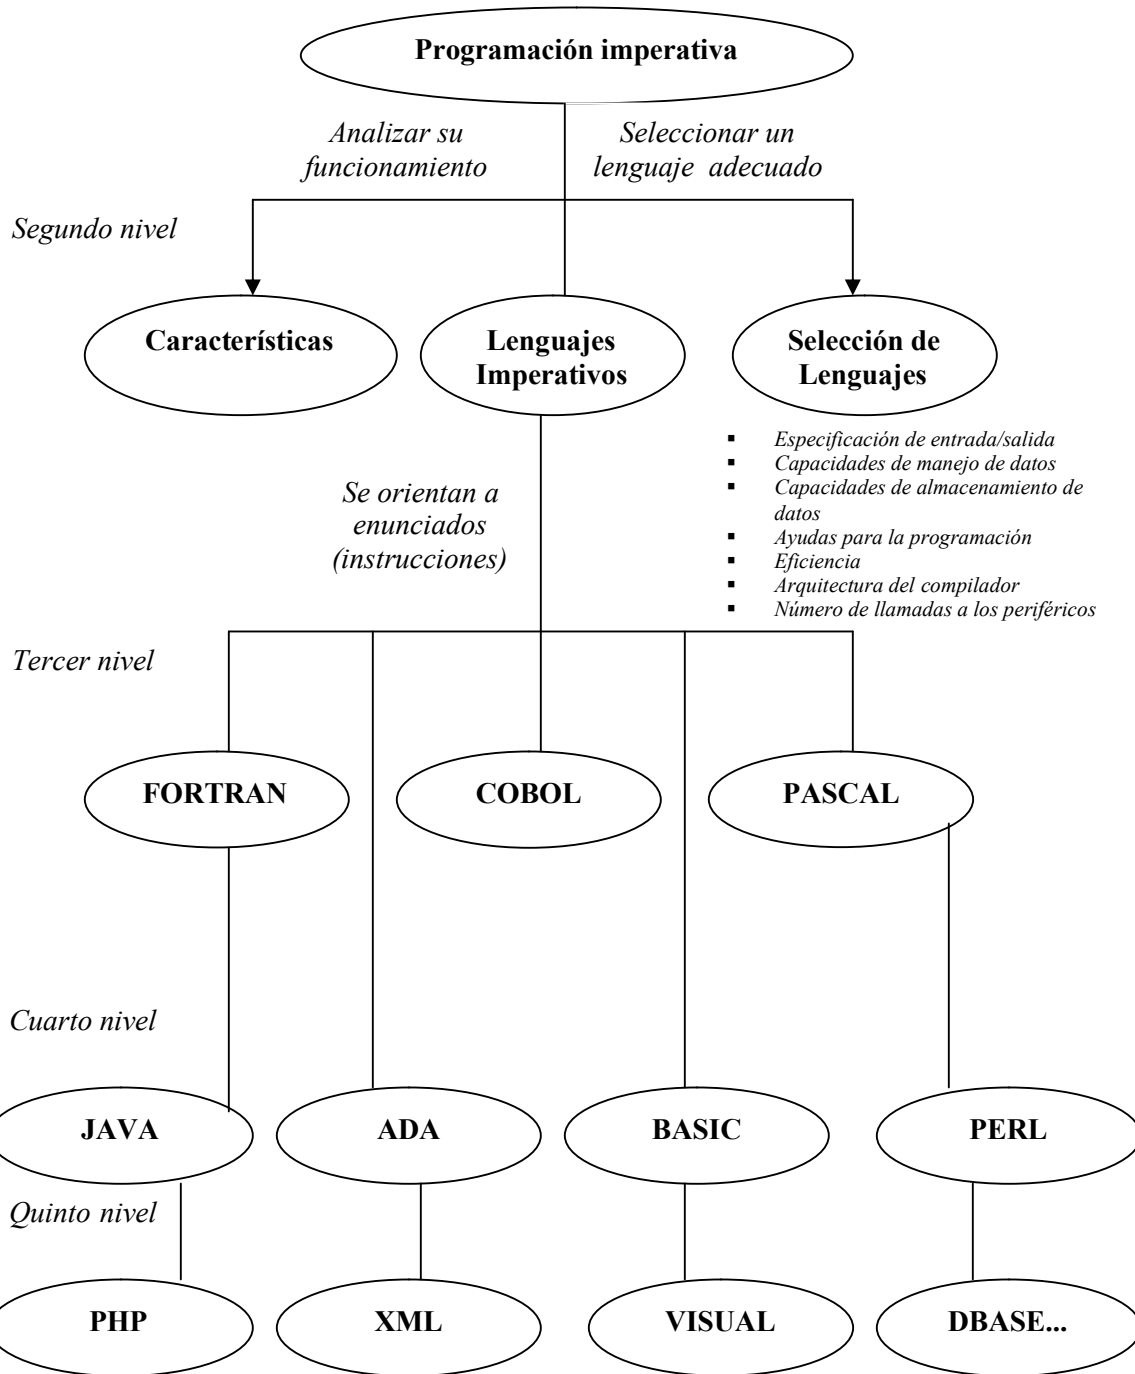 Programación imperativa
Analizar su
funcionamiento
Seleccionar un
lenguaje adecuado
Segundo nivel
Característícas
Lenguajes
Imperativos
Selección de
Lenguajes
▪ Especificación de entrada/salida
▪ Capacidades de manejo de datos
▪ Capacidades de almacenamiento de
datos
▪ Ayudas para la programación
▪ Eficiencia
▪ Arquitectura del compilador
▪ Número de llamadas a los periféricos
Se orientan a
enunciados
(instrucciones)
Tercer nivel
FORTRAN
COBOL
PASCAL
Cuarto nivel
JAVA
ADA
BASIC
PERL
Quinto nivel
PHP
XML
VISUAL
DBASE...